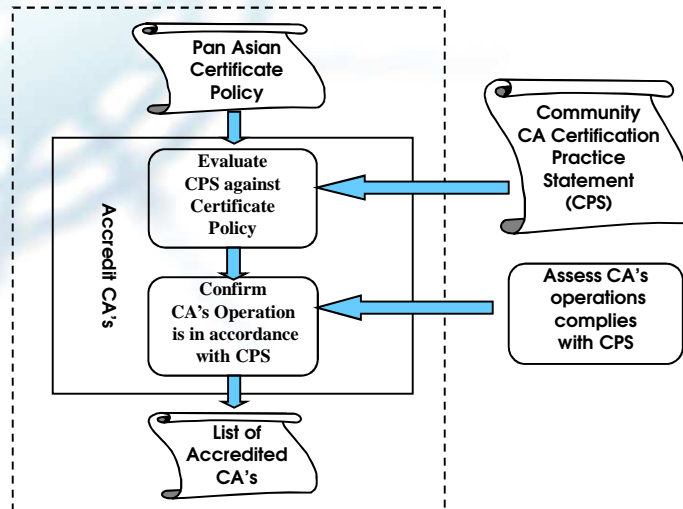 Pan Asian
Certificate
Policy
Community
CA Certification
Practice
Statement
(CPS)
Evaluate
CPS against
Certificate
Policy
Accredit CA's
Confirm
CA's Operation
is in accordance
with CPS
Assess CA's
operations
complies
with CPS
List of
Accredited
CA's